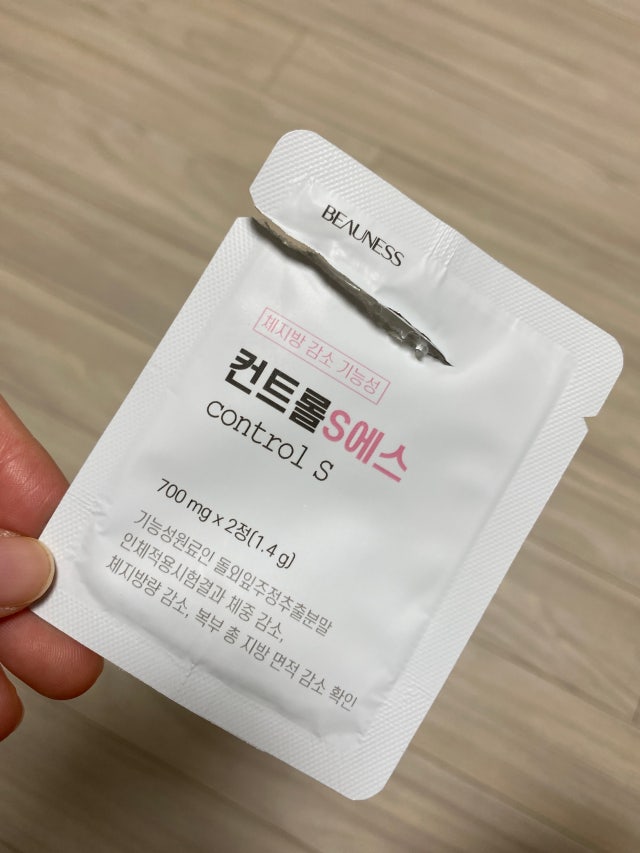 BEAUNESS
체지방 감소 기능성
컨트롤S에스
control S
700 mg x 2정(1.4 g)
기능성원료인 돌외잎주정추출분말
인체적용시험결과 체중 감소,
체지방량 감소, 복부 총 지방 면적 감소 확인